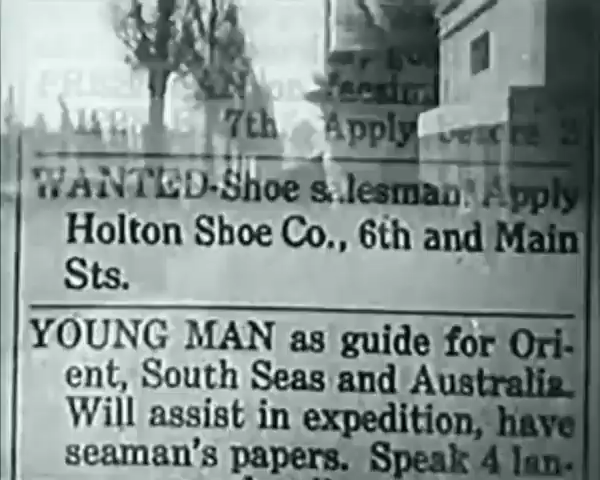 7th Apply before 2
WANTED-Shoe salesman. Apply
Holton Shoe Co., 6th and Main
Sts.
YOUNG MAN as guide for Ori-
ent, South Seas and Australia.
Will assist in expedition, have
seaman's papers. Speak 4 lan-